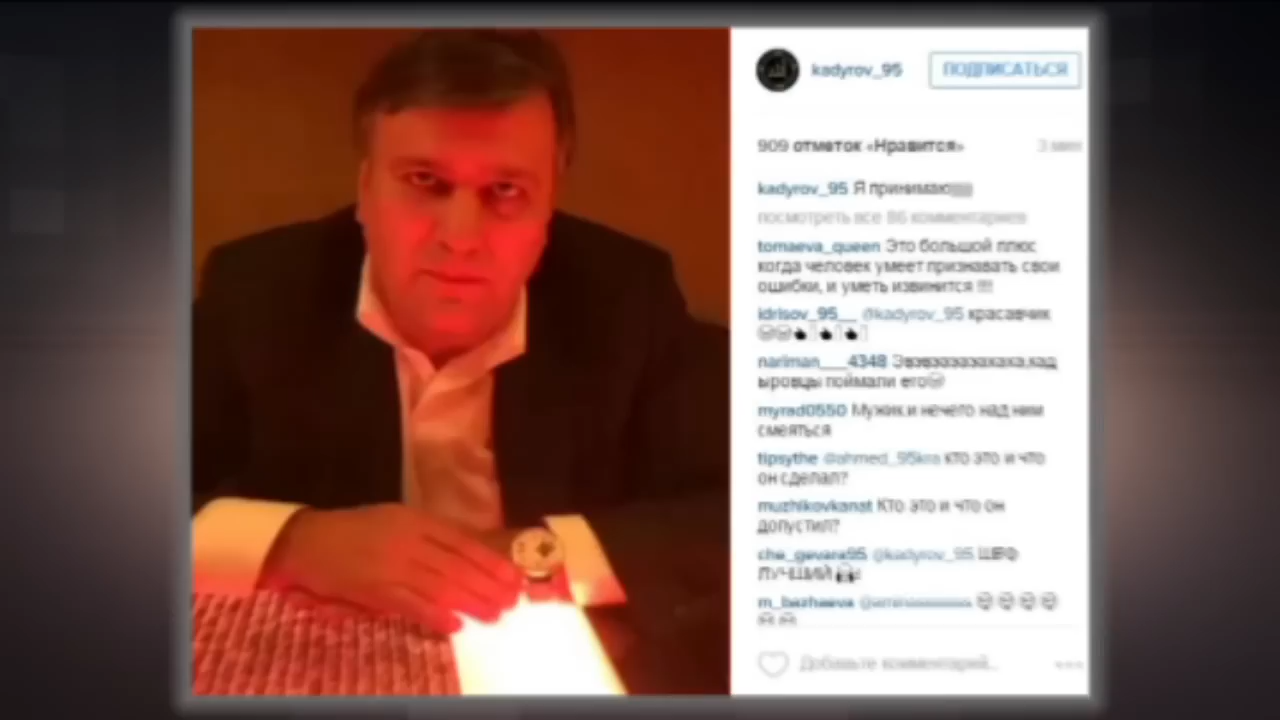 kadyrov_95 ПОДПИСАТЬСЯ
909 отметок «Нравится» 3 мин
kadyrov_95 Я принимаю
посмотреть все 86 комментариев
tomaeva_queen Это большой плюс
когда человек умеет признавать свои
ошибки, и уметь извинится !!!
idrisov_95__ @kadyrov_95 красавчик
nariman___4348
ыровцы поймали его
myrad0550 Мужик и нечего над ним
смеяться
tipsythe @ahmed_95kra кто это и что
он сделал?
muzhikovkanat Кто это и что он
допустил?
che_gevara95 @kadyrov_95 ШЕФ
ЛУЧШИЙ
m_bazhaeva
Добавьте комментарий...